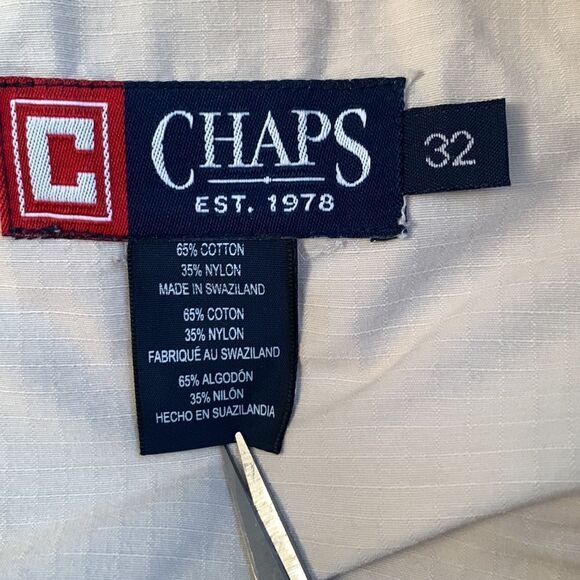 C
CHAPS
EST. 1978
32
65% COTTON
35% NYLON
MADE IN SWAZILAND
65% COTON
35% NYLON
FABRIQUÉ AU SWAZILAND
65% ALGODÓN
35% NILÓN
HECHO EN SUAZILANDIA